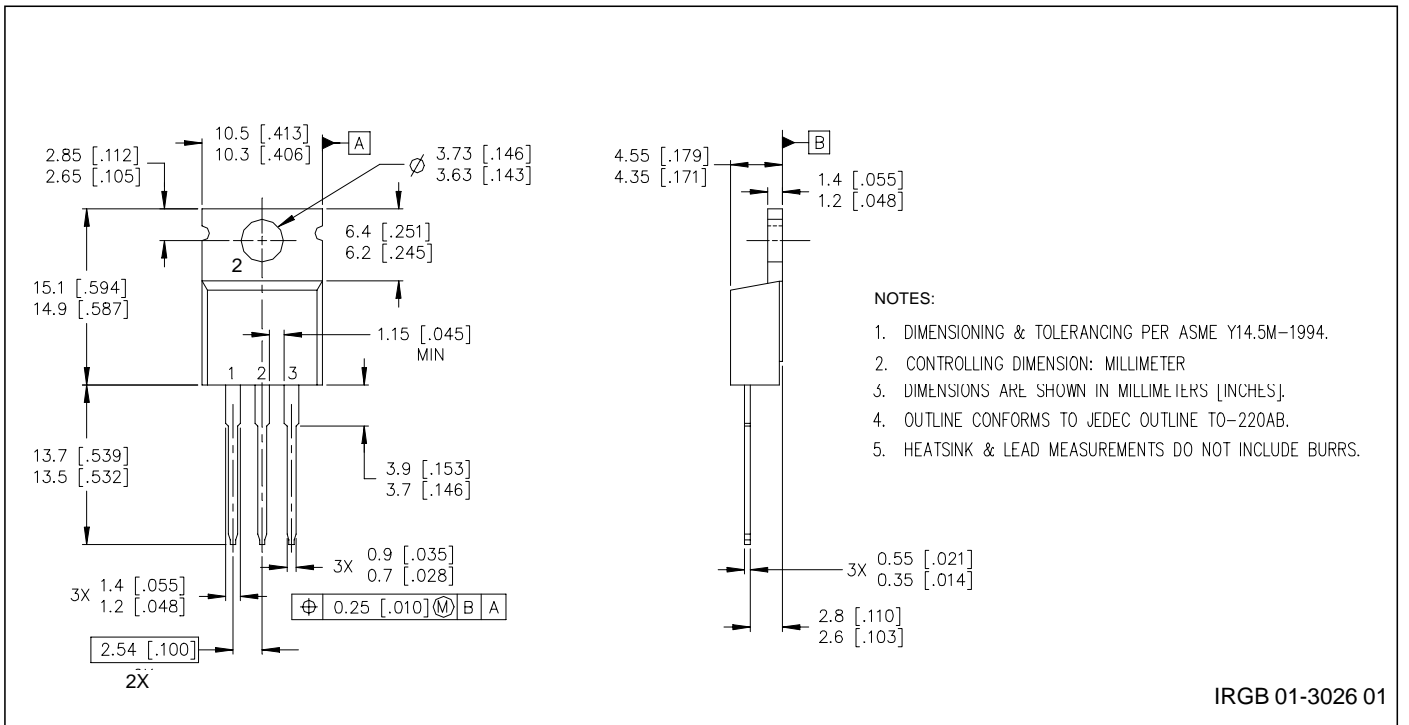 10.5 [.413]
10.3 [.406]
A
2.85 [.112]
2.65 [.105]
Ø 3.73 [.146]
3.63 [.143]
6.4 [.251]
6.2 [.245]
2
15.1 [.594]
14.9 [.587]
1.15 [.045]
MIN
1 2 3
13.7 [.539]
13.5 [.532]
3.9 [.153]
3.7 [.146]
3X 0.9 [.035]
0.7 [.028]
3X 1.4 [.055]
1.2 [.048]
⌖ 0.25 [.010] Ⓜ B A
2.54 [.100]
2X
4.55 [.179]
4.35 [.171]
B
1.4 [.055]
1.2 [.048]
3X 0.55 [.021]
0.35 [.014]
2.8 [.110]
2.6 [.103]
NOTES:
1. DIMENSIONING & TOLERANCING PER ASME Y14.5M-1994.
2. CONTROLLING DIMENSION: MILLIMETER
3. DIMENSIONS ARE SHOWN IN MILLIMETERS [INCHES].
4. OUTLINE CONFORMS TO JEDEC OUTLINE TO-220AB.
5. HEATSINK & LEAD MEASUREMENTS DO NOT INCLUDE BURRS.
IRGB 01-3026 01